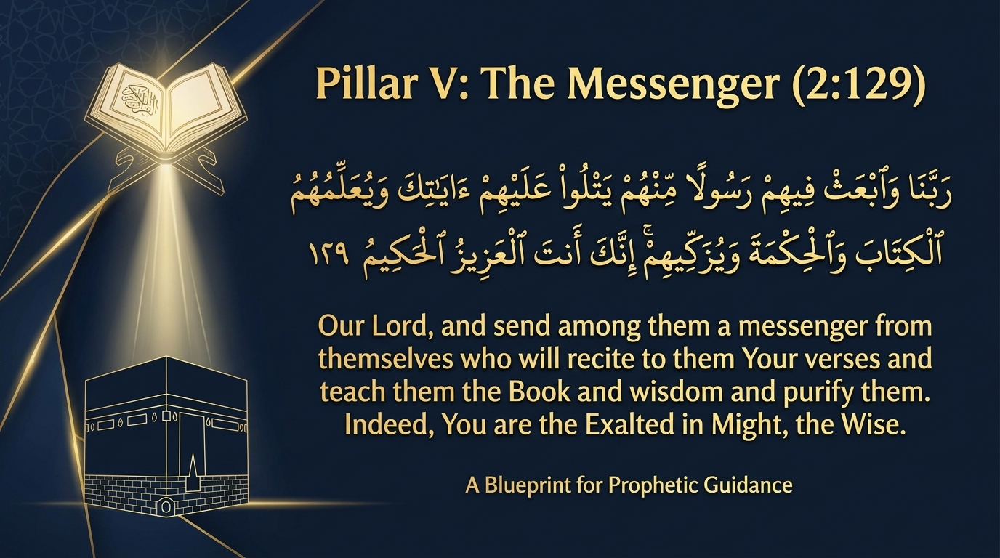 Pillar V: The Messenger (2:129)
رَبَّنَا وَٱبْعَثْ فِيهِمْ رَسُولًا مِّنْهُمْ يَتْلُوا۟ عَلَيْهِمْ ءَايَـٰتِكَ وَيُعَلِّمُهُمُ
ٱلْكِتَابَ وَٱلْحِكْمَةَ وَيُزَكِّيهِمْ ۚ إِنَّكَ أَنتَ ٱلْعَزِيزُ ٱلْحَكِيمُ ١٢٩
Our Lord, and send among them a messenger from
themselves who will recite to them Your verses and
teach them the Book and wisdom and purify them.
Indeed, You are the Exalted in Might, the Wise.
A Blueprint for Prophetic Guidance